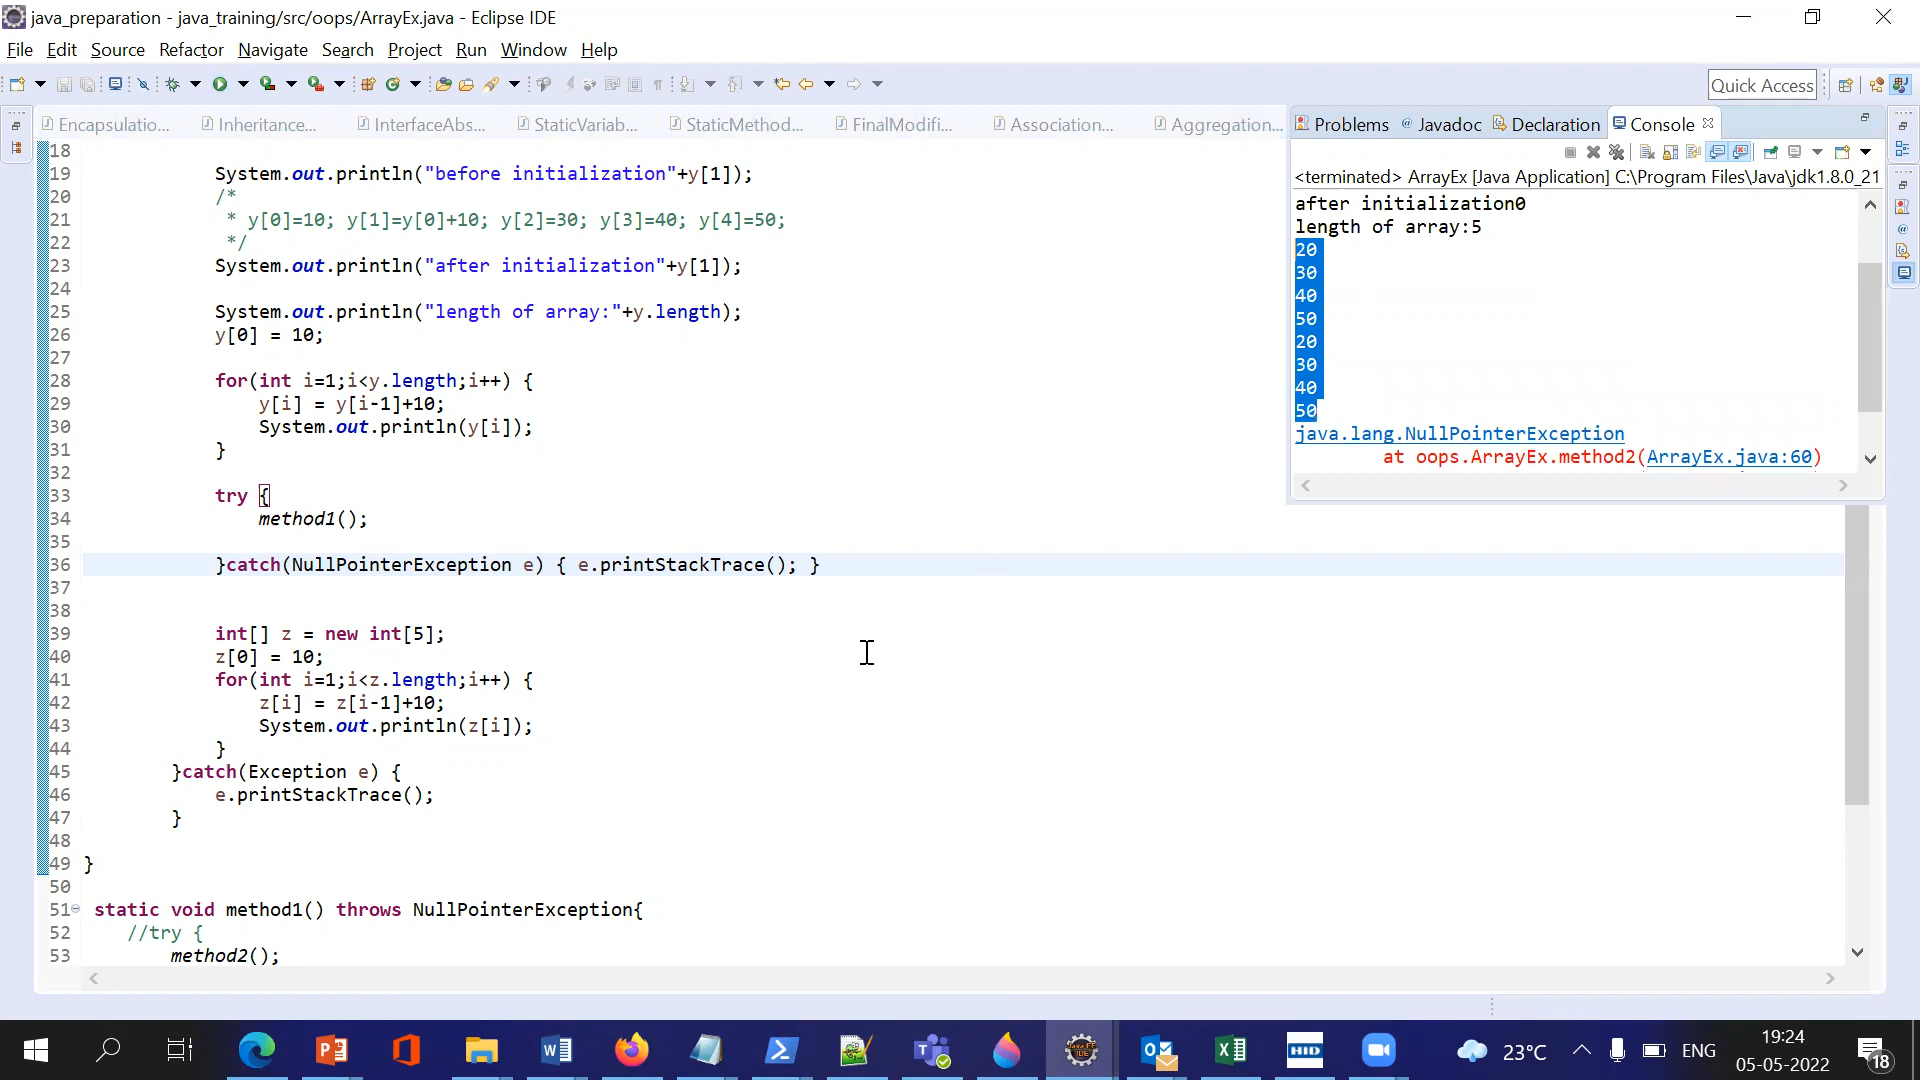 java_preparation - java_training/src/oops/ArrayEx.java - Eclipse IDE
File Edit Source Refactor Navigate Search Project Run Window Help
Quick Access
Encapsulatio... Inheritance... InterfaceAbs... StaticVariab... StaticMethod... FinalModifi... Association... Aggregation...
Problems @ Javadoc Declaration Console
<terminated> ArrayEx [Java Application] C:\Program Files\Java\jdk1.8.0_21
after initialization0
length of array:5
20
30
40
50
20
30
40
50
java.lang.NullPointerException
at oops.ArrayEx.method2(ArrayEx.java:60)
18
19 System.out.println("before initialization"+y[1]);
20 /*
21 * y[0]=10; y[1]=y[0]+10; y[2]=30; y[3]=40; y[4]=50;
22 */
23 System.out.println("after initialization"+y[1]);
24
25 System.out.println("length of array:"+y.length);
26 y[0] = 10;
27
28 for(int i=1;i<y.length;i++) {
29 y[i] = y[i-1]+10;
30 System.out.println(y[i]);
31 }
32
33 try {
34 method1();
35
36 }catch(NullPointerException e) { e.printStackTrace(); }
37
38
39 int[] z = new int[5];
40 z[0] = 10;
41 for(int i=1;i<z.length;i++) {
42 z[i] = z[i-1]+10;
43 System.out.println(z[i]);
44 }
45 }catch(Exception e) {
46 e.printStackTrace();
47 }
48
49 }
50
51 static void method1() throws NullPointerException{
52 //try {
53 method2();
HID
23°C
ENG
19:24
05-05-2022
18